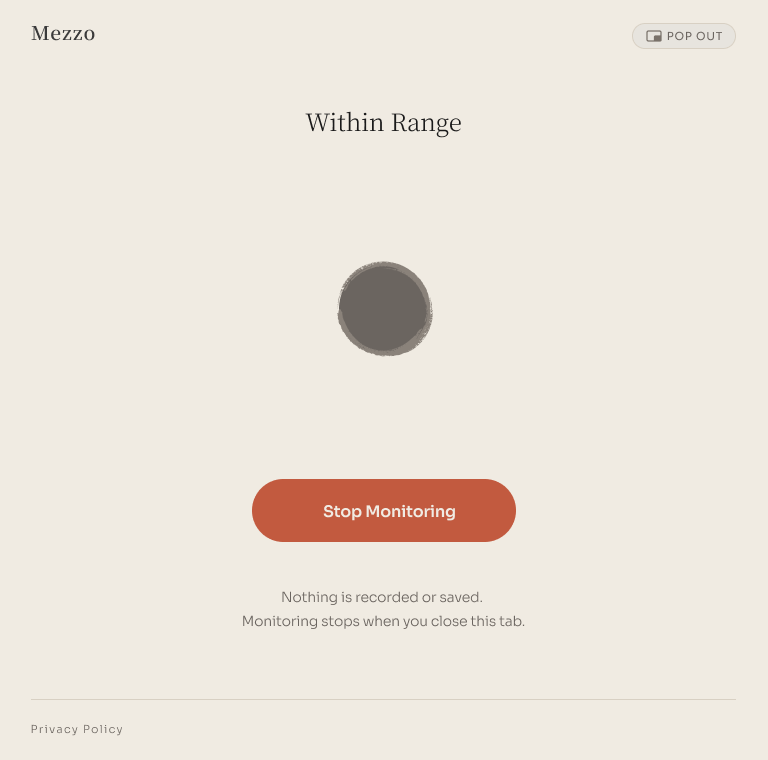 Mezzo
POP OUT
Within Range
Stop Monitoring
Nothing is recorded or saved.
Monitoring stops when you close this tab.
Privacy Policy